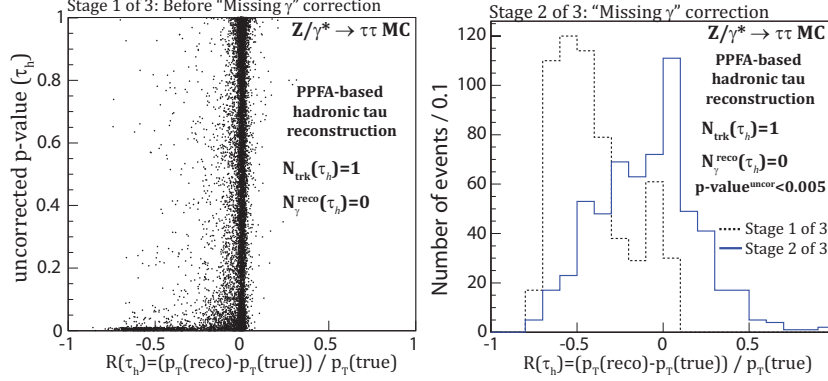 Stage 1 of 3: Before “Missing γ” correction
Z/γ* → ττ MC
PPFA-based
hadronic tau
reconstruction
N_trk(τ_h)=1
N_γ^reco(τ_h)=0
uncorrected p-value (τ_h)
1
0.8
0.6
0.4
0.2
0
-1
-0.5
0
0.5
1
R(τ_h)=(p_T(reco)-p_T(true)) / p_T(true)
Stage 2 of 3: “Missing γ” correction
Z/γ* → ττ MC
PPFA-based
hadronic tau
reconstruction
N_trk(τ_h)=1
N_γ^reco(τ_h)=0
p-value^uncor<0.005
Stage 1 of 3
Stage 2 of 3
Number of events / 0.1
120
100
80
60
40
20
0
-1
-0.5
0
0.5
R(τ_h)=(p_T(reco)-p_T(true)) / p_T(true)